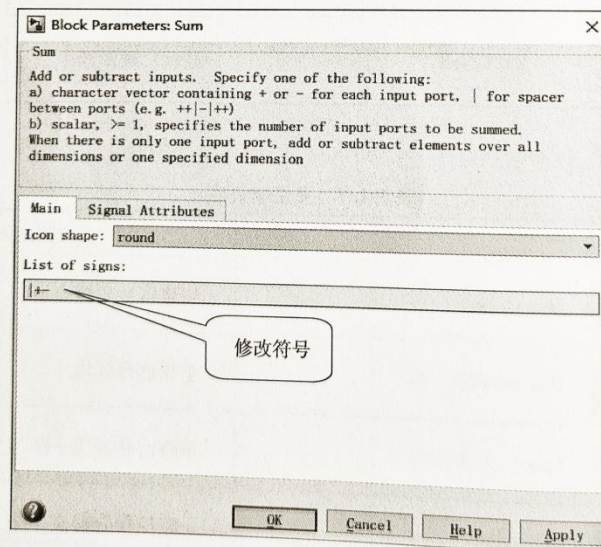 Block Parameters: Sum
Sum
Add or subtract inputs. Specify one of the following:
a) character vector containing + or - for each input port, | for spacer
between ports (e.g. ++|-|++)
b) scalar, >= 1, specifies the number of input ports to be summed.
When there is only one input port, add or subtract elements over all
dimensions or one specified dimension
Main
Signal Attributes
Icon shape: round
List of signs:
|+-
修改符号
OK
Cancel
Help
Apply